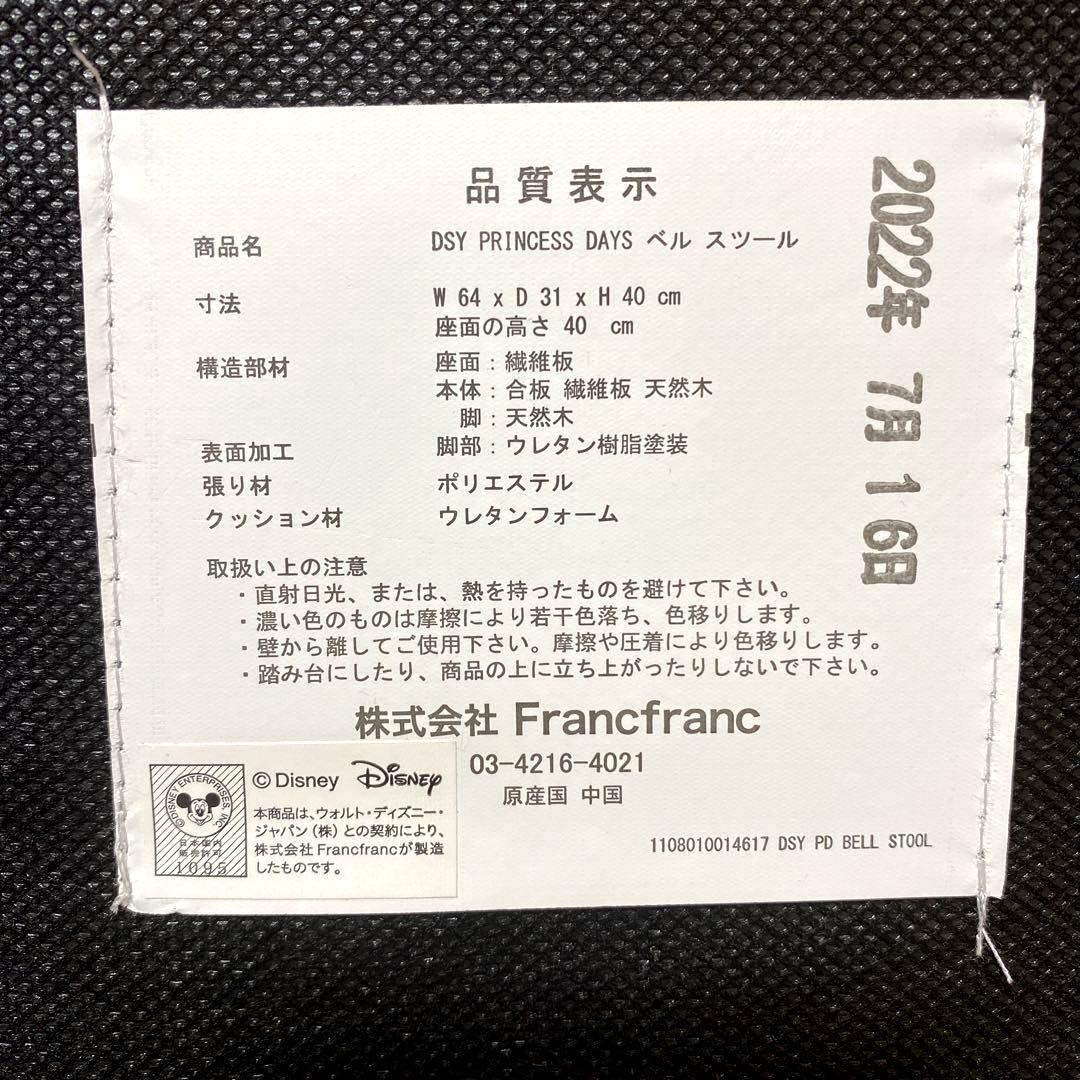 品質表示
商品名 DSY PRINCESS DAYS ベル スツール
寸法 W 64 x D 31 x H 40 cm
座面の高さ 40 cm
構造部材 座面：繊維板
本体：合板 繊維板 天然木
脚：天然木
表面加工 脚部：ウレタン樹脂塗装
張り材 ポリエステル
クッション材 ウレタンフォーム
取扱い上の注意
・直射日光、または、熱を持ったものを避けて下さい。
・濃い色のものは摩擦により若干色落ち、色移りします。
・壁から離してご使用下さい。摩擦や圧着により色移りします。
・踏み台にしたり、商品の上に立ち上がったりしないで下さい。
株式会社 Francfranc
03-4216-4021
原産国 中国
1108010014617 DSY PD BELL STOOL
2022年 7月 16日
©DISNEY ENTERPRISES, INC.
日本国内
販売許可
1095
©Disney Disney
本商品は、ウォルト・ディズニー・
ジャパン（株）との契約により、
株式会社Francfrancが製造
したものです。